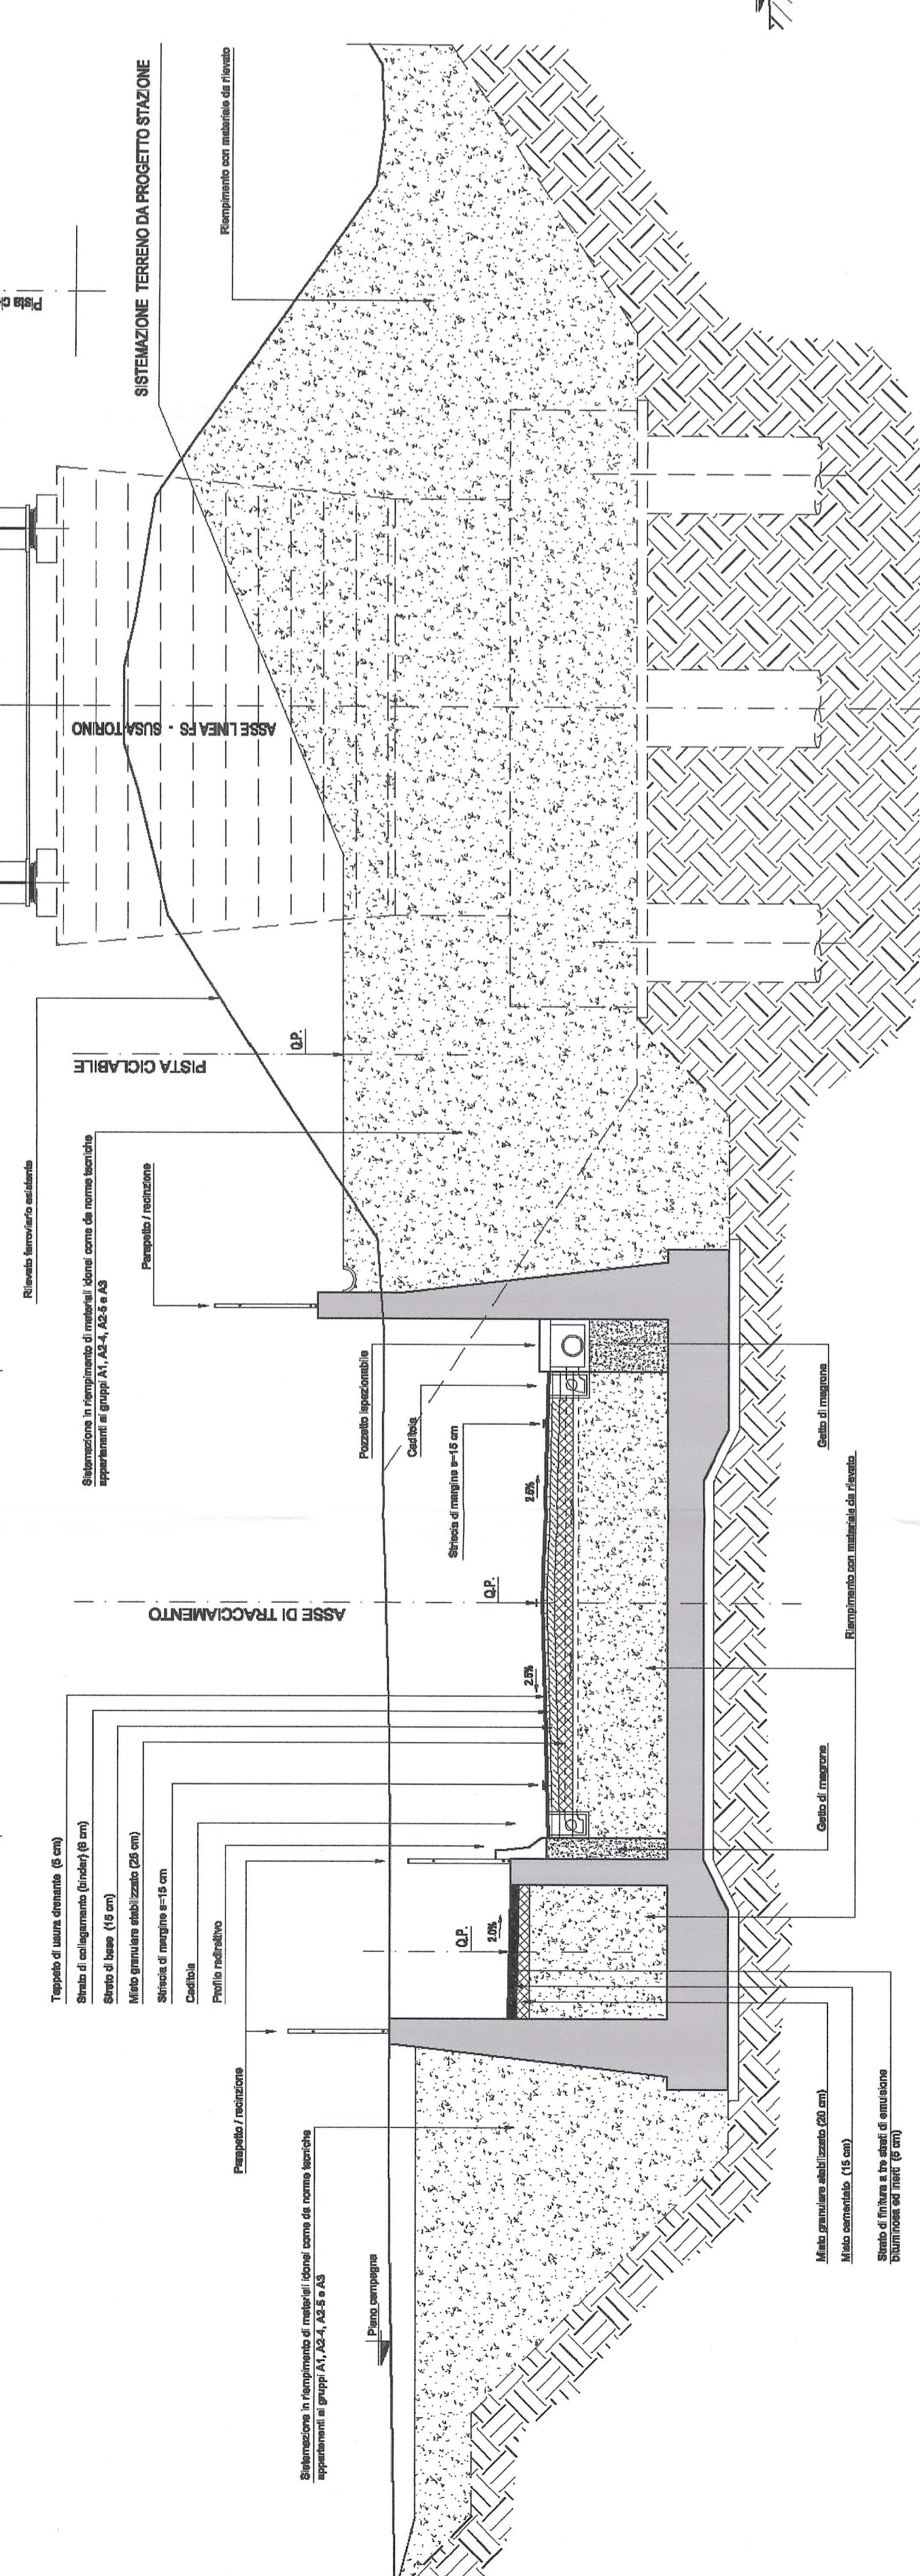 Piano campagna
Sistemazione in riempimento di materiali idonei come da norme tecniche
appartenenti ai gruppi A1, A2-4, A2-5 e A3
Parapetto / recinzione
Tappeto di usura drenante (5 cm)
Strato di collegamento (binder) (6 cm)
Strato di base (15 cm)
Misto granulare stabilizzato (25 cm)
Striscia di margine s=15 cm
Caditoia
Profilo redirettivo
Q.P.
2.0%
2.5%
ASSE DI TRACCIAMENTO
Q.P.
2.5%
Striscia di margine s=15 cm
Caditoia
Pozzetto ispezionabile
Parapetto / recinzione
Sistemazione in riempimento di materiali idonei come da norme tecniche
appartenenti ai gruppi A1, A2-4, A2-5 e A3
Rilevato ferroviario esistente
PISTA CICLABILE
Q.P.
ASSE LINEA FS - SUSA-TORINO
SISTEMAZIONE TERRENO DA PROGETTO STAZIONE
Riempimento con materiale da rilevato
Pista ci
Misto granulare stabilizzato (20 cm)
Misto cementato (15 cm)
Strato di finitura a tre strati di emulsione
bituminosa ed inerti (5 cm)
Getto di magrone
Riempimento con materiale da rilevato
Getto di magrone